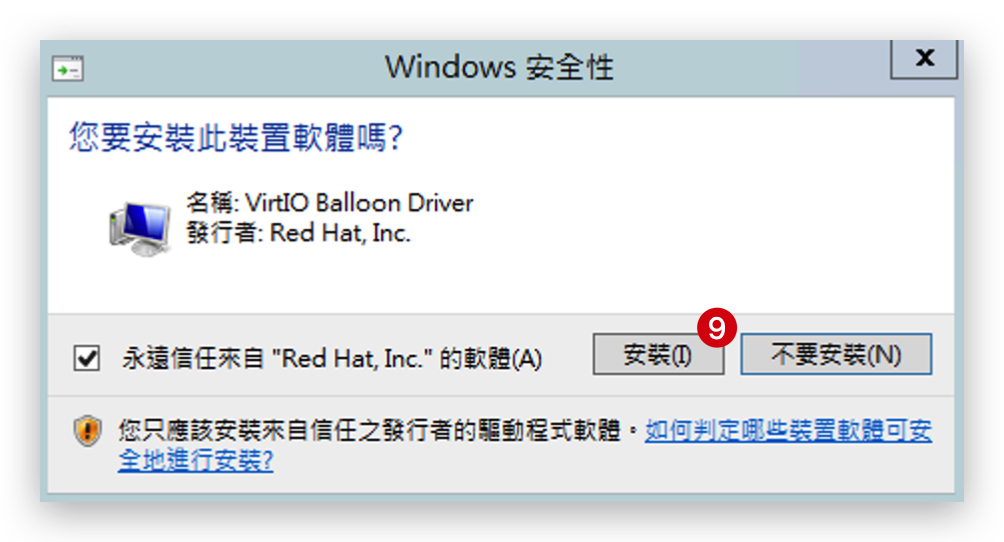 Windows 安全性
x
您要安裝此裝置軟體嗎?
名稱: VirtIO Balloon Driver
發行者: Red Hat, Inc.
9
永遠信任來自 "Red Hat, Inc." 的軟體(A)
安裝(I)
不要安裝(N)
您只應該安裝來自信任之發行者的驅動程式軟體。如何判定哪些裝置軟體可安
全地進行安裝?